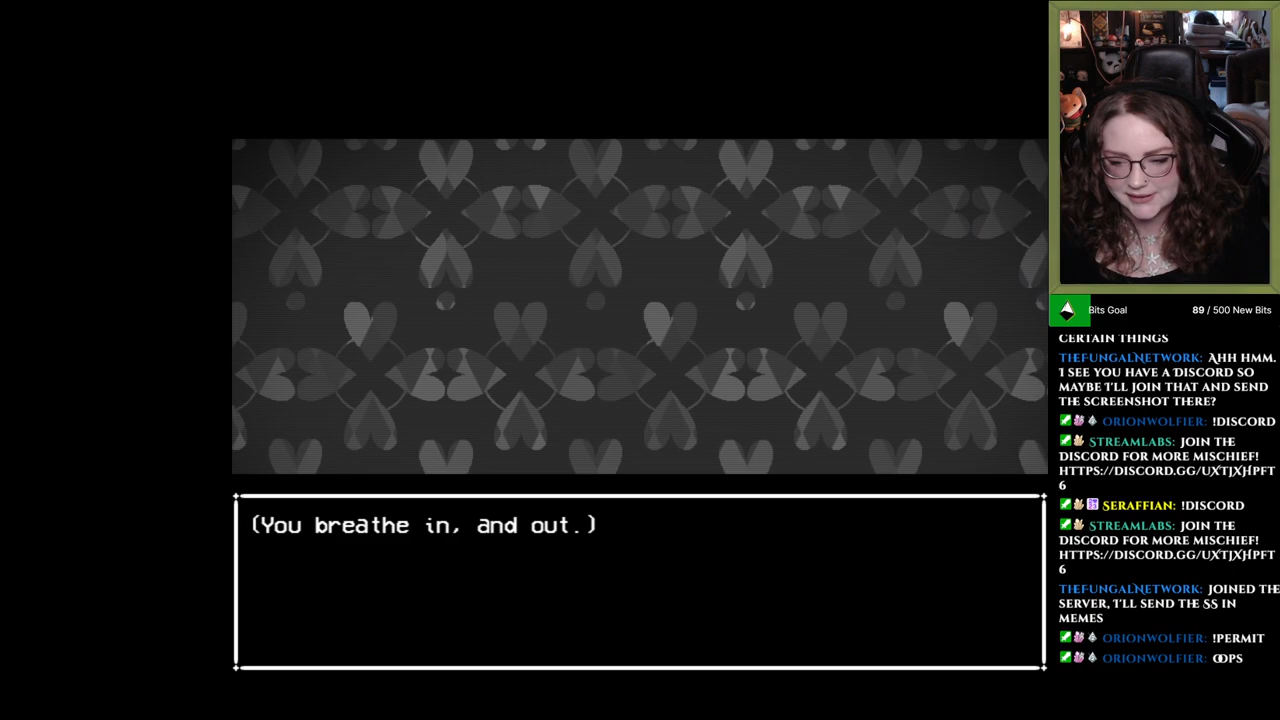 (You breathe in, and out.)
Bits Goal
89 / 500 New Bits
CERTAIN THINGS
THEFUNGALNETWORK: AHH HMM.
I SEE YOU HAVE A DISCORD SO
MAYBE I'LL JOIN THAT AND SEND
THE SCREENSHOT THERE?
ORIONWOLFIER: !DISCORD
STREAMLABS: JOIN THE
DISCORD FOR MORE MISCHIEF!
HTTPS://DISCORD.GG/UXTJXHPFT
6
SERAFFIAN: !DISCORD
STREAMLABS: JOIN THE
DISCORD FOR MORE MISCHIEF!
HTTPS://DISCORD.GG/UXTJXHPFT
6
THEFUNGALNETWORK: JOINED THE
SERVER, I'LL SEND THE SS IN
MEMES
ORIONWOLFIER: !PERMIT
ORIONWOLFIER: OOPS